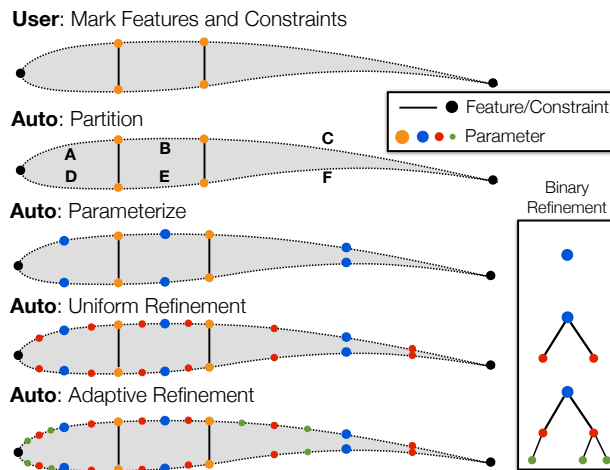 User: Mark Features and Constraints
Auto: Partition
A
B
C
D
E
F
Feature/Constraint
Parameter
Auto: Parameterize
Auto: Uniform Refinement
Auto: Adaptive Refinement
Binary
Refinement